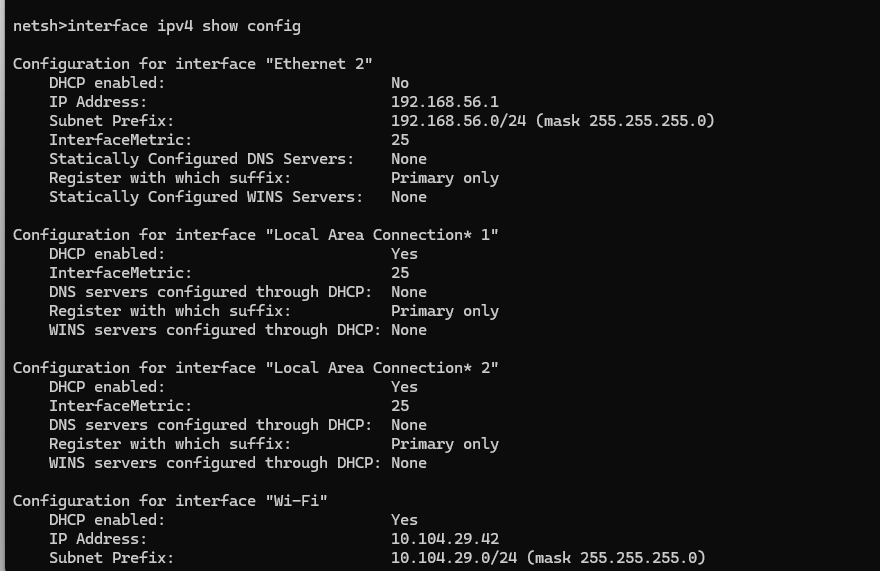 netsh>interface ipv4 show config
Configuration for interface "Ethernet 2"
DHCP enabled: No
IP Address: 192.168.56.1
Subnet Prefix: 192.168.56.0/24 (mask 255.255.255.0)
InterfaceMetric: 25
Statically Configured DNS Servers: None
Register with which suffix: Primary only
Statically Configured WINS Servers: None
Configuration for interface "Local Area Connection* 1"
DHCP enabled: Yes
InterfaceMetric: 25
DNS servers configured through DHCP: None
Register with which suffix: Primary only
WINS servers configured through DHCP: None
Configuration for interface "Local Area Connection* 2"
DHCP enabled: Yes
InterfaceMetric: 25
DNS servers configured through DHCP: None
Register with which suffix: Primary only
WINS servers configured through DHCP: None
Configuration for interface "Wi-Fi"
DHCP enabled: Yes
IP Address: 10.104.29.42
Subnet Prefix: 10.104.29.0/24 (mask 255.255.255.0)